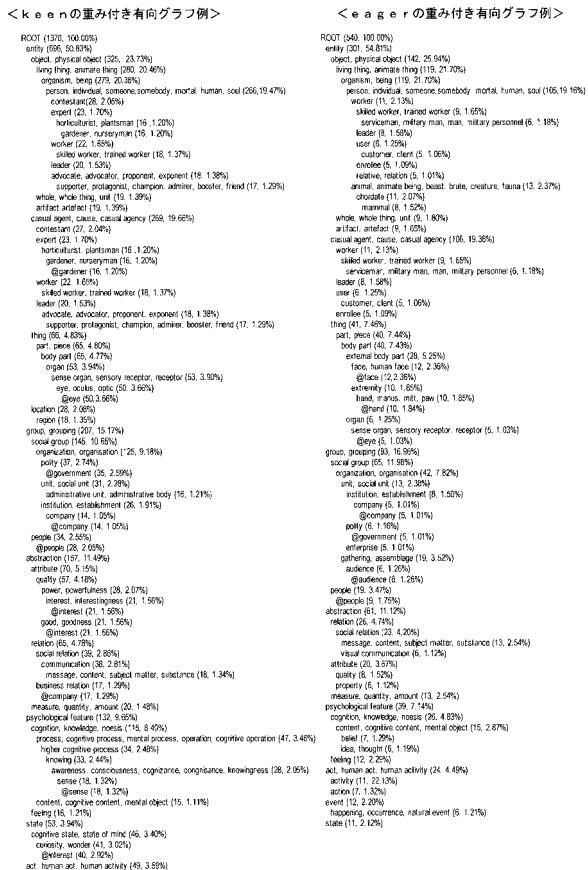 ＜ｋｅｅｎの重み付き有向グラフ例＞
ROOT (1370, 100.00%)
entity (696, 50.83%)
object, physical object (325, 23.73%)
living thing, animate thing (280, 20.46%)
organism, being (279, 20.38%)
person, individual, someone,somebody, mortal, human, soul (266,19.47%)
contestant(28, 2.06%)
expert (23, 1.70%)
horticulturist, plantsman (16 ,1.20%)
gardener, nurseryman (16, 1.20%)
worker (22, 1.65%)
skilled worker, trained worker (18, 1.37%)
leader (20, 1.53%)
advocate, advocator, proponent, exponent (18, 1.38%)
supporter, protagonist, champion, admirer, booster, friend (17, 1.29%)
whole, whole thing, unit (19, 1.39%)
artifact artefact (19, 1.39%)
casual agent, cause, casual agency (269, 19.66%)
contestant (27, 2.04%)
expert (23, 1.70%)
horticulturist, plantsman (16 ,1.20%)
gardener, nurseryman (16, 1.20%)
@gardener (16, 1.20%)
worker (22, 1.65%)
skilled worker, trained worker (18, 1.37%)
leader (20, 1.53%)
advocate, advocator, proponent, exponent (18, 1.38%)
supporter, protagonist, champion, admirer, booster, friend (17, 1.29%)
thing (66, 4.83%)
part, piece (65, 4.80%)
body part (65, 4.77%)
organ (53, 3.94%)
sense organ, sensory receptor, receptor (53, 3.90%)
eye, oculus, optic (50, 3.66%)
@eye (50,3.66%)
location (28, 2.08%)
region (18, 1.35%)
group, grouping (207, 15.17%)
social group (145, 10.65%)
organization, organisation (125, 9.18%)
polity (37, 2.74%)
@government (35, 2.59%)
unit, social unit (31, 2.28%)
administrative unit, administrative body (16, 1.21%)
institution, establishment (26, 1.91%)
company (14, 1.05%)
@company (14, 1.05%)
people (34, 2.55%)
@people (28, 2.05%)
abstraction (157, 11.49%)
attribute (70, 5.15%)
quality (57, 4.18%)
power, powerfulness (28, 2.07%)
interest, interestingness (21, 1.56%)
@interest (21, 1.56%)
good, goodness (21, 1.56%)
@interest (21, 1.56%)
relation (65, 4.78%)
social relation (39, 2.86%)
communication (38, 2.81%)
message, content, subject matter, substance (18, 1.34%)
business relation (17, 1.29%)
@company (17, 1.29%)
measure, quantity, amount (20, 1.48%)
psychological feature (132, 9.65%)
cognition, knowledge, noesis (115, 8.49%)
process, cognitive process, mental process, operation, cognitive operation (47, 3.46%)
higher cognitive process (34, 2.48%)
knowing (33, 2.44%)
awareness, consciousness, cognizance, congnisance, knowingness (28, 2.05%)
sense (18, 1.32%)
@sense (18, 1.32%)
content, cognitive content, mental object (15, 1.11%)
feeling (16, 1.21%)
state (53, 3.94%)
cognitive state, state of mind (46, 3.40%)
curiosity, wonder (41, 3.02%)
@interest (40, 2.92%)
act, human act, human activity (49, 3.59%)
＜ｅａｇｅｒの重み付き有向グラフ例＞
ROOT (540, 100.00%)
entity (301, 54.81%)
object, physical object (142, 25.94%)
living thing, animate thing (119, 21.70%)
organism, being (119, 21.70%)
person, individual, someone,somebody, mortal, human, soul (105,19.16%)
worker (11, 2.13%)
skilled worker, trained worker (9, 1.65%)
serviceman, military man, man, military personnel (6, 1.18%)
leader (8, 1.58%)
user (6, 1.25%)
customer, client (5, 1.06%)
enrollee (5, 1.09%)
relative, relation (5, 1.01%)
animal, animate being, beast, brute, creature, fauna (13, 2.37%)
chordate (11, 2.07%)
mammal (8, 1.52%)
whole, whole thing, unit (9, 1.80%)
artifact, artefact (9, 1.65%)
casual agent, cause, casual agency (106, 19.36%)
worker (11, 2.13%)
skilled worker, trained worker (9, 1.65%)
serviceman, military man, man, military personnel (6, 1.18%)
leader (8, 1.58%)
user (6, 1.25%)
customer, client (5, 1.06%)
enrollee (5, 1.09%)
thing (41, 7.46%)
part, piece (40, 7.44%)
body part (40, 7.43%)
external body part (28, 5.25%)
face, human face (12, 2.36%)
@face (12,2.36%)
extremity (10, 1.85%)
hand, manus, mitt, paw (10, 1.85%)
@hand (10, 1.84%)
organ (6, 1.25%)
sense organ, sensory receptor, receptor (5, 1.03%)
@eye (5, 1.03%)
group, grouping (93, 16.96%)
social group (65, 11.98%)
organization, organisation (42, 7.82%)
unit, social unit (13, 2.38%)
institution, establishment (8, 1.50%)
company (5, 1.01%)
@company (5, 1.01%)
polity (6, 1.16%)
@government (5, 1.01%)
enterprise (5, 1.01%)
gathering, assemblage (19, 3.52%)
audience (6, 1.26%)
@audience (6, 1.26%)
people (19, 3.47%)
@people (9, 1.75%)
abstraction (61, 11.12%)
relation (26, 4.74%)
social relation (23, 4.20%)
message, content, subject matter, substance (13, 2.54%)
visual communication (6, 1.12%)
attribute (20, 3.67%)
quality (8, 1.52%)
property (6, 1.12%)
measure, quantity, amount (13, 2.54%)
psychological feature (39, 7.14%)
cognition, knowledge, noesis (26, 4.83%)
content, cognitive content, mental object (15, 2.87%)
belief (7, 1.29%)
idea, thought (6, 1.19%)
feeling (12, 2.25%)
act, human act, human activity (24, 4.49%)
activity (11, 22.13%)
action (7, 1.32%)
event (12, 2.20%)
happening, occurrence, natural event (6, 1.21%)
state (11, 2.12%)